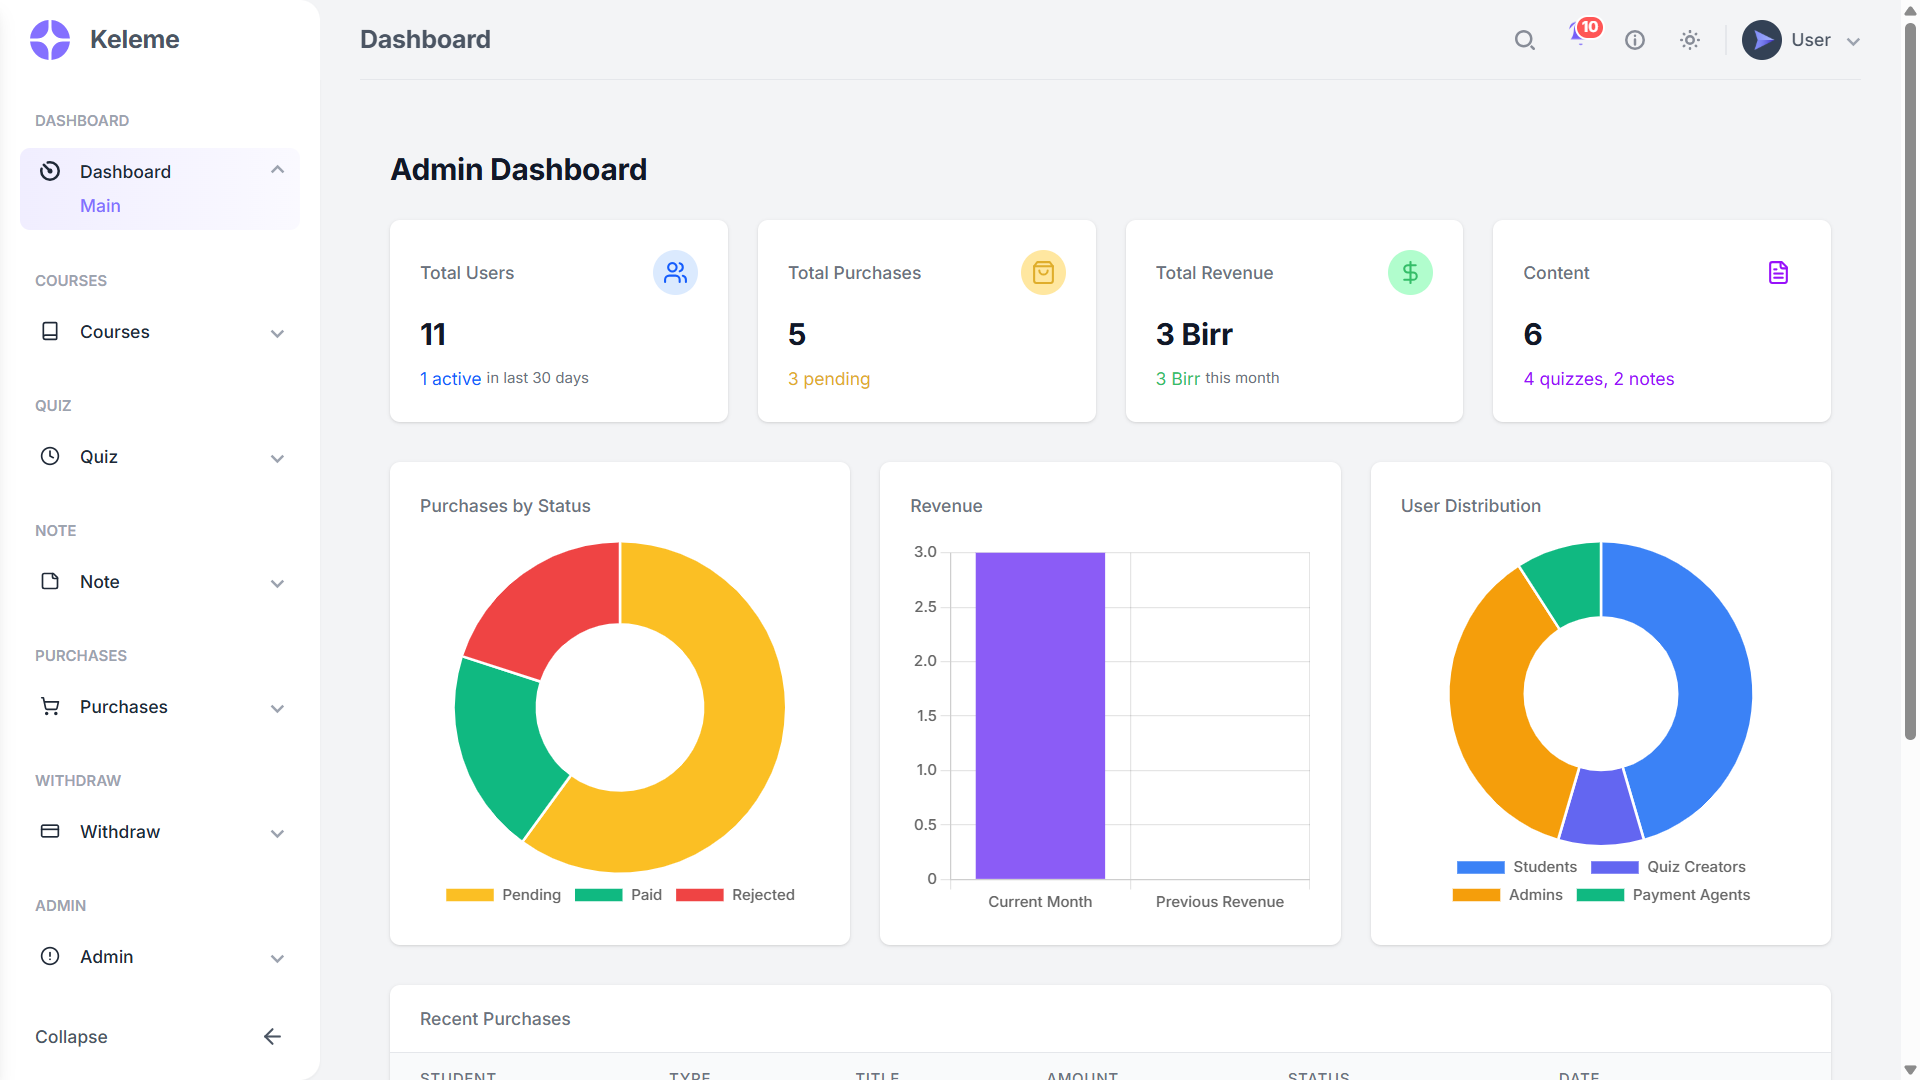 Keleme
DASHBOARD
Dashboard
Main
COURSES
Courses
QUIZ
Quiz
NOTE
Note
PURCHASES
Purchases
WITHDRAW
Withdraw
ADMIN
Admin
Collapse
Dashboard
10
User
Admin Dashboard
Total Users
11
1 active in last 30 days
Total Purchases
5
3 pending
Total Revenue
3 Birr
3 Birr this month
Content
6
4 quizzes, 2 notes
Purchases by Status
Pending Paid Rejected
Revenue
3.0
2.5
2.0
1.5
1.0
0.5
0
Current Month Previous Revenue
User Distribution
Students Quiz Creators
Admins Payment Agents
Recent Purchases
STUDENT TYPE TITLE AMOUNT STATUS DATE